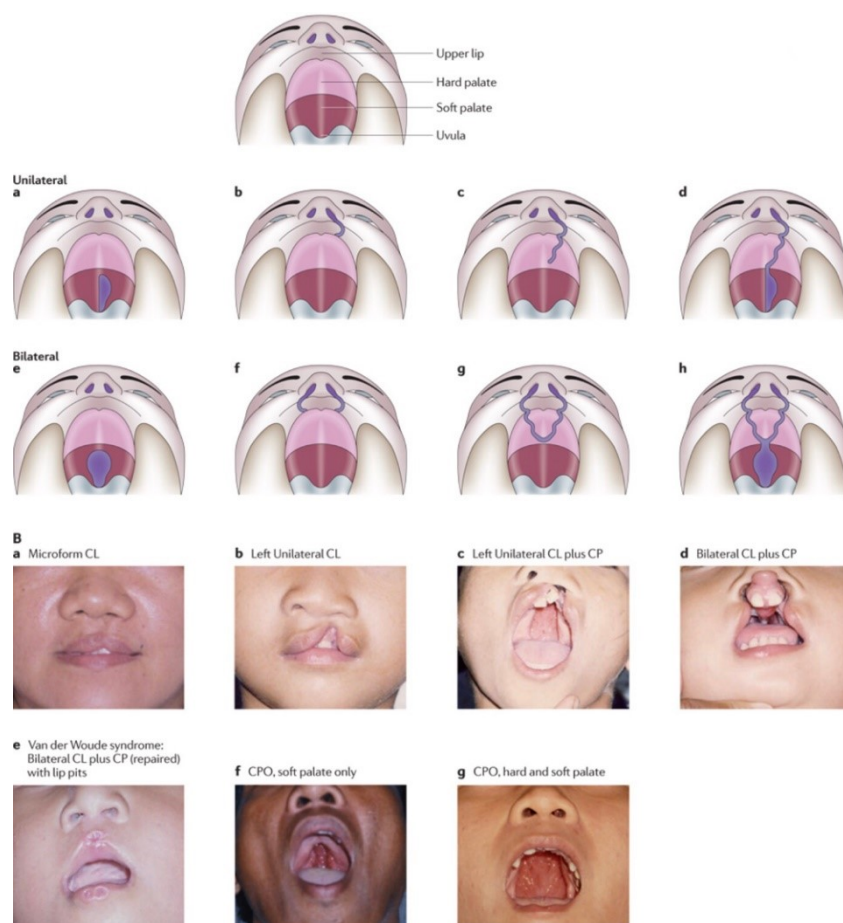 Upper lip
Hard palate
Soft palate
Uvula
Unilateral
a
b
c
d
Bilateral
e
f
g
h
B
a Microform CL
b Left Unilateral CL
c Left Unilateral CL plus CP
d Bilateral CL plus CP
e Van der Woude syndrome:
Bilateral CL plus CP (repaired)
with lip pits
f CPO, soft palate only
g CPO, hard and soft palate